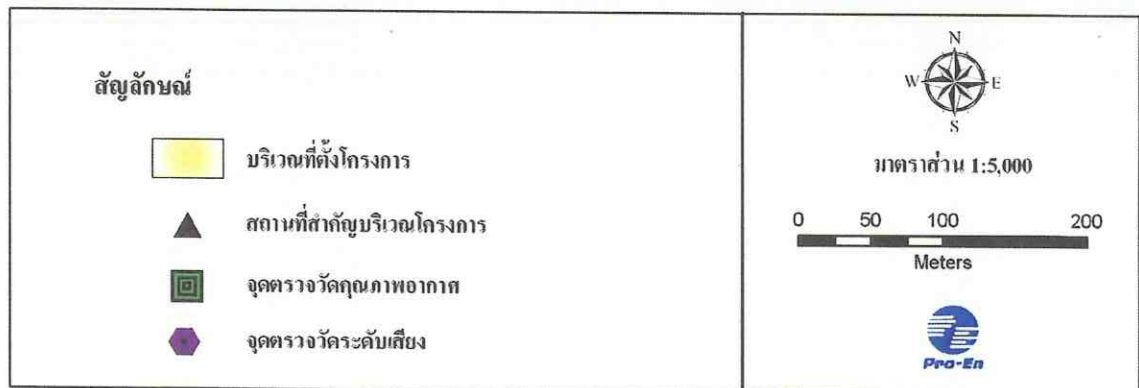 สัญลักษณ์
บริเวณที่ตั้งโครงการ
สถานที่สำคัญบริเวณโครงการ
จุดตรวจวัดคุณภาพอากาศ
จุดตรวจวัดระดับเสียง
N
W E
S
มาตราส่วน 1:5,000
0 50 100 200
Meters
Pro-En